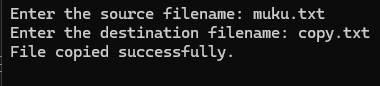 Enter the source filename: muku.txt
Enter the destination filename: copy.txt
File copied successfully.